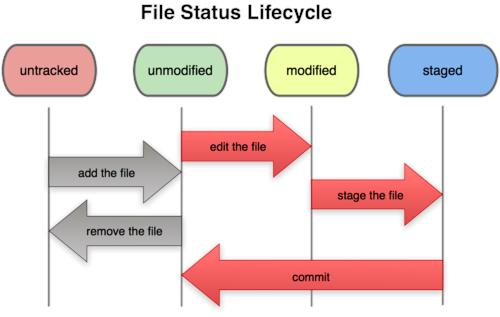 File Status Lifecycle
untracked
unmodified
modified
staged
edit the file
add the file
stage the file
remove the file
commit